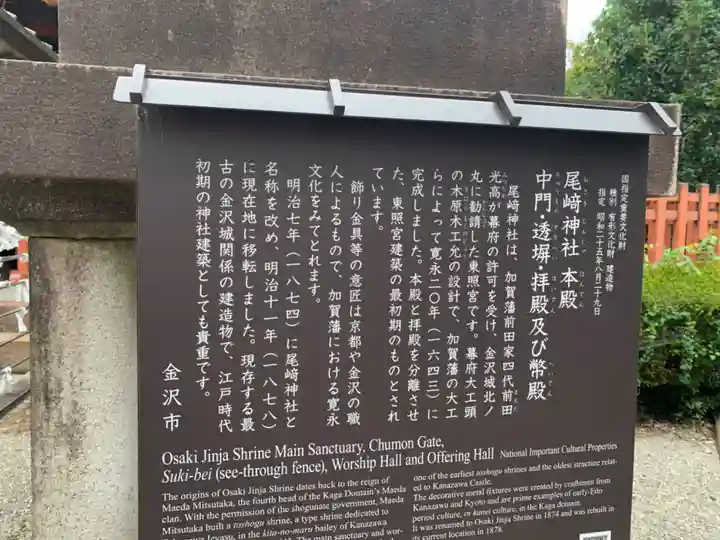 国指定重要文化財
種別 有形文化財 建造物
指定 昭和二十五年八月二十九日
尾﨑神社 本殿
中門・透塀・拝殿及び幣殿
尾﨑神社は、加賀藩前田家四代前田
光高が幕府の許可を受け、金沢城北ノ
丸に勧請した東照宮です。幕府大工頭
の木原木工允の設計で、加賀藩の大工
らによって寛永二〇年（一六四三）に
完成しました。本殿と拝殿を分離させ
た、東照宮建築の最初期のものとされ
ています。
飾り金具等の意匠は京都や金沢の職
人によるもので、加賀藩における寛永
文化をみてとれます。
明治七年（一八七四）に尾﨑神社と
名称を改め、明治十一年（一八七八）
に現在地に移転しました。現存する最
古の金沢城関係の建造物で、江戸時代
初期の神社建築としても貴重です。
金沢市
Osaki Jinja Shrine Main Sanctuary, Chumon Gate,
Suki-bei (see-through fence), Worship Hall and Offering Hall National Important Cultural Properties
The origins of Osaki Jinja Shrine dates back to the reign of
Maeda Mitsutaka, the fourth head of the Kaga Domain's Maeda
clan. With the permission of the shogunate government, Maeda
Mitsutaka built a toshogu shrine, a type shrine dedicated to
Ieyasu, in the kito-no-maru bailey of Kanazawa
The main sanctuary and wor-
one of the earliest toshogu shrines and the oldest structure relat-
ed to Kanazawa Castle.
The decorative metal fixtures were created by craftsmen from
Kanazawa and Kyoto and are prime examples of early-Edo
period culture, or kanei culture, in the Kaga domain.
It was renamed to Osaki Jinja Shrine in 1874 and was rebuilt in
its current location in 1878.